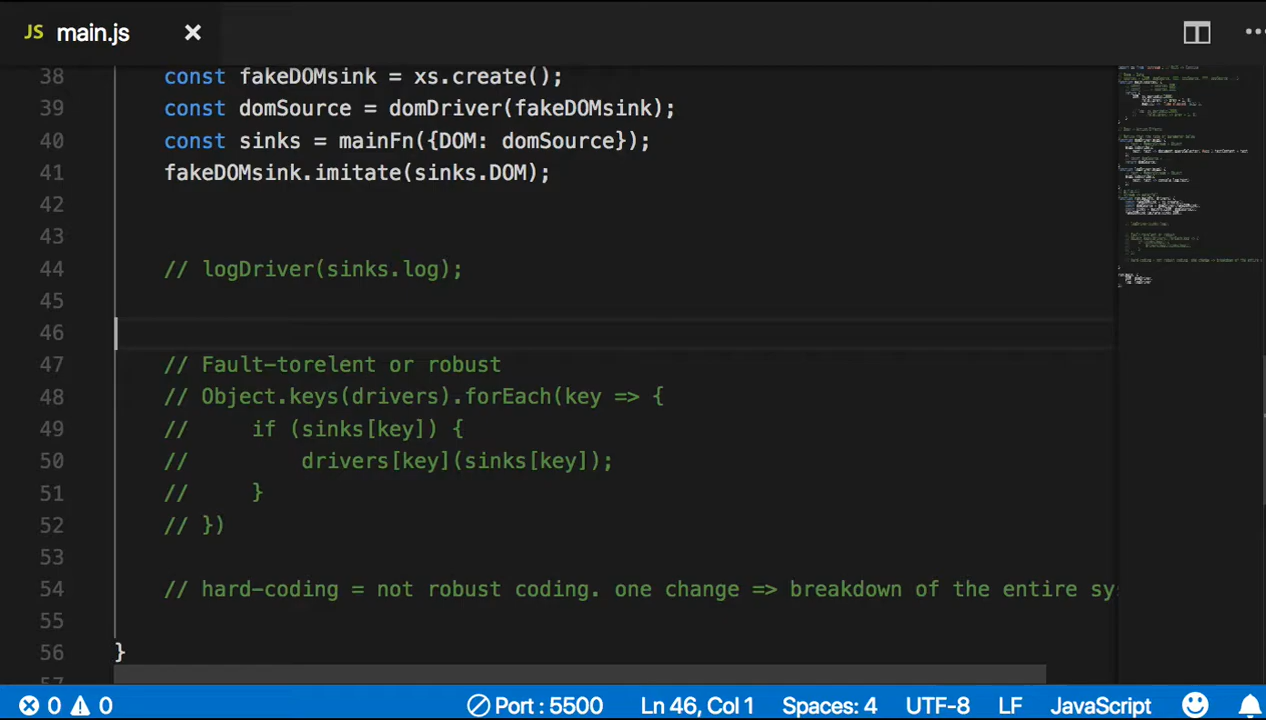 JS main.js ×
38 const fakeDOMsink = xs.create();
39 const domSource = domDriver(fakeDOMsink);
40 const sinks = mainFn({DOM: domSource});
41 fakeDOMsink.imitate(sinks.DOM);
42
43
44 // logDriver(sinks.log);
45
46
47 // Fault-torelent or robust
48 // Object.keys(drivers).forEach(key => {
49 // if (sinks[key]) {
50 // drivers[key](sinks[key]);
51 // }
52 // })
53
54 // hard-coding = not robust coding. one change => breakdown of the entire sy
55
56 }
0 0 Port : 5500 Ln 46, Col 1 Spaces: 4 UTF-8 LF JavaScript